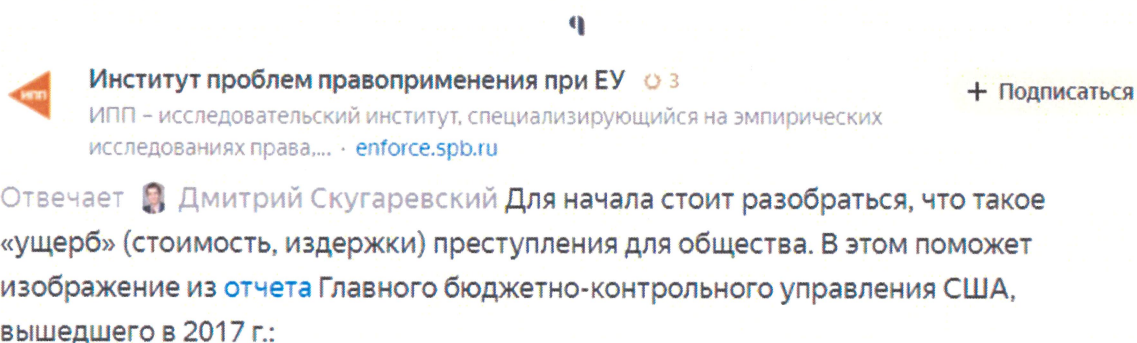 Институт проблем правоприменения при ЕУ 3
+ Подписаться
ИПП
ИПП – исследовательский институт, специализирующийся на эмпирических
исследованиях права,... · enforce.spb.ru
Отвечает Дмитрий Скугаревский Для начала стоит разобраться, что такое
«ущерб» (стоимость, издержки) преступления для общества. В этом поможет
изображение из отчета Главного бюджетно-контрольного управления США,
вышедшего в 2017 г.: